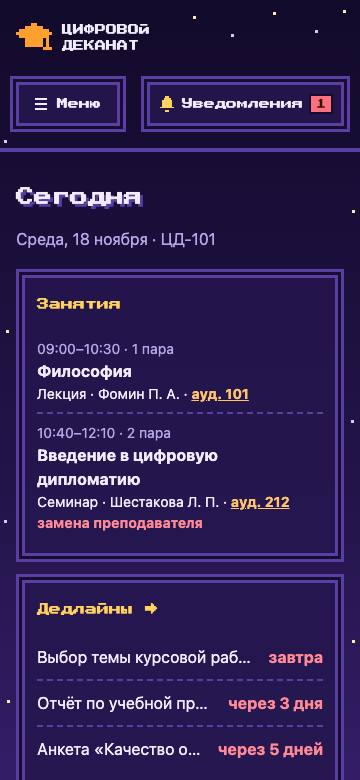 ЦИФРОВОЙ
ДЕКАНАТ
Меню
Уведомления 1
Сегодня
Среда, 18 ноября · ЦД-101
Занятия
09:00–10:30 · 1 пара
Философия
Лекция · Фомин П. А. · ауд. 101
10:40–12:10 · 2 пара
Введение в цифровую
дипломатию
Семинар · Шестакова Л. П. · ауд. 212
замена преподавателя
Дедлайны
Выбор темы курсовой раб… завтра
Отчёт по учебной пр… через 3 дня
Анкета «Качество о… через 5 дней